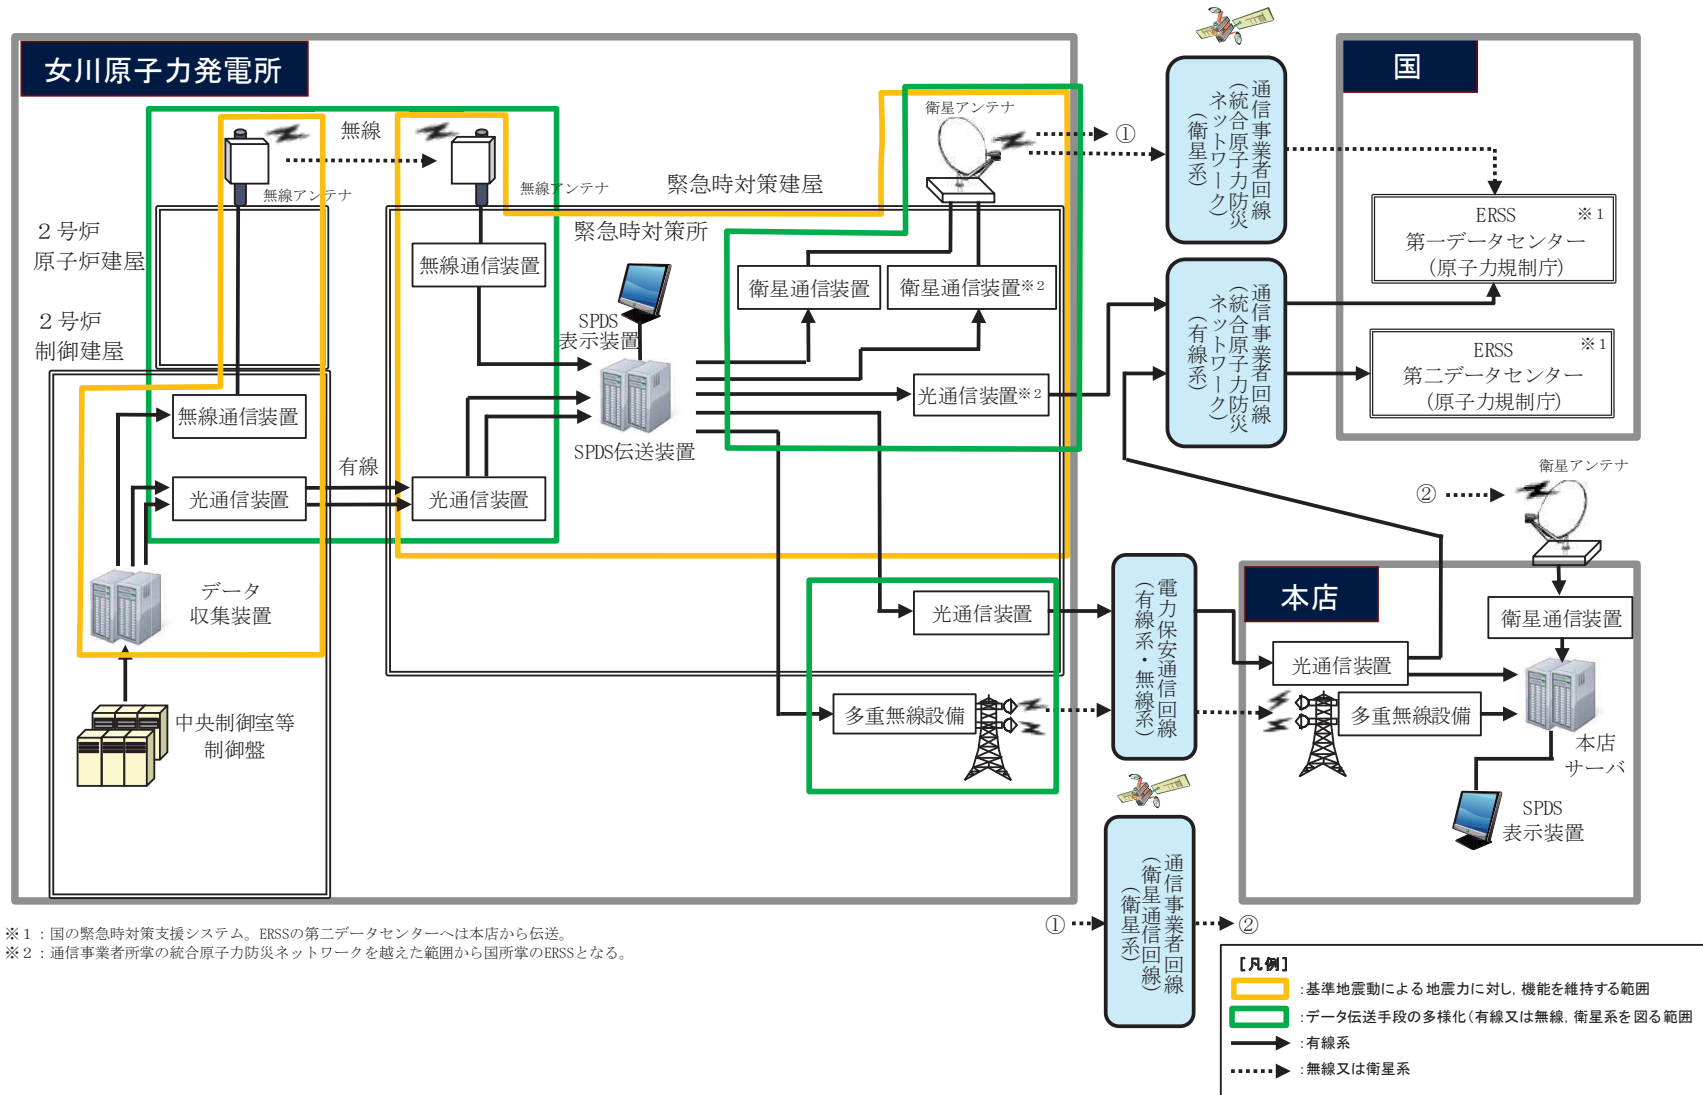 女川原子力発電所
国
無線
無線アンテナ
無線アンテナ
衛星アンテナ
①
緊急時対策建屋
緊急時対策所
2号炉
原子炉建屋
2号炉
制御建屋
無線通信装置
衛星通信装置
衛星通信装置※2
SPDS
表示装置
SPDS伝送装置
光通信装置※2
無線通信装置
有線
光通信装置
光通信装置
データ
収集装置
中央制御室等
制御盤
光通信装置
多重無線設備
通信事業者回線
(統合原子力防災
ネットワーク)
(衛星系)
通信事業者回線
(統合原子力防災
ネットワーク)
(有線系)
ERSS ※1
第一データセンター
(原子力規制庁)
ERSS ※1
第二データセンター
(原子力規制庁)
衛星アンテナ
②
電力保安通信回線
(有線系・無線系)
本店
衛星通信装置
光通信装置
多重無線設備
本店
サーバ
SPDS
表示装置
通信事業者回線
(衛星通信回線)
(衛星系)
①
②
※1：国の緊急時対策支援システム。ERSSの第二データセンターへは本店から伝送。
※2：通信事業者所掌の統合原子力防災ネットワークを越えた範囲から国所掌のERSSとなる。
[凡例]
:基準地震動による地震力に対し,機能を維持する範囲
:データ伝送手段の多様化(有線又は無線,衛星系を図る範囲
:有線系
:無線又は衛星系